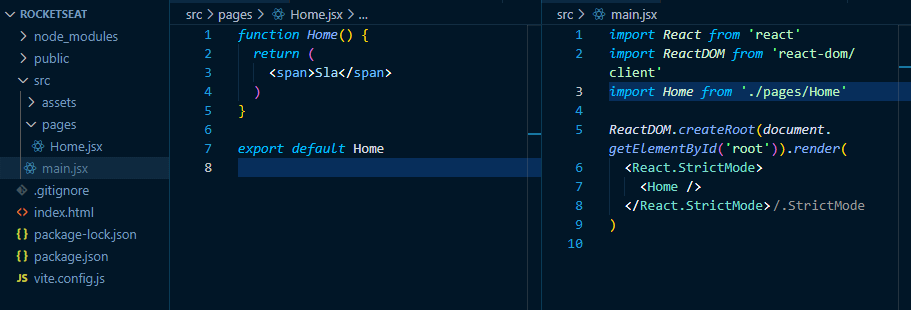 ROCKETSEAT
node_modules
public
src
assets
pages
Home.jsx
main.jsx
.gitignore
index.html
package-lock.json
package.json
JS vite.config.js
src > pages > Home.jsx > ...
1 function Home() {
2 return (
3 <span>Sla</span>
4 )
5 }
6
7 export default Home
8
src > main.jsx
1 import React from 'react'
2 import ReactDOM from 'react-dom/
client'
3 import Home from './pages/Home'
4
5 ReactDOM.createRoot(document.
getElementById('root')).render(
6 <React.StrictMode>
7 <Home />
8 </React.StrictMode>/.StrictMode
9 )
10